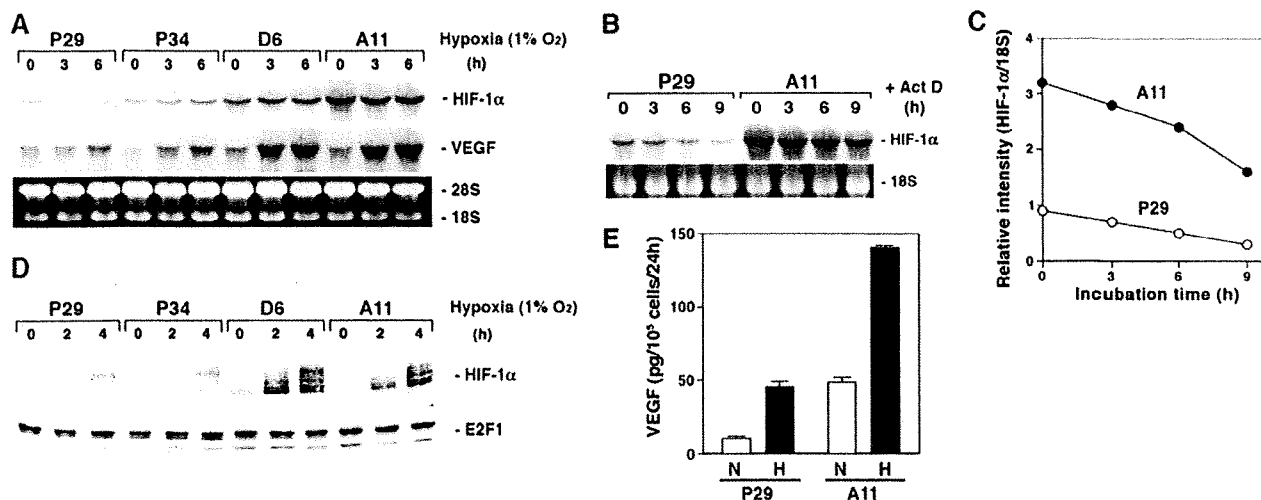 A
P29 P34 D6 A11 Hypoxia (1% O₂)
0 3 6 0 3 6 0 3 6 0 3 6 (h)
- HIF-1α
- VEGF
- 28S
- 18S
B
P29 A11 + Act D
0 3 6 9 0 3 6 9 (h)
- HIF-1α
- 18S
C
Relative intensity (HIF-1α/18S)
4
3
2
1
0
A11
P29
0 3 6 9
Incubation time (h)
D
P29 P34 D6 A11 Hypoxia (1% O₂)
0 2 4 0 2 4 0 2 4 0 2 4 (h)
- HIF-1α
- E2F1
E
VEGF (pg/10⁵ cells/24h)
150
100
50
0
N H N H
P29 A11